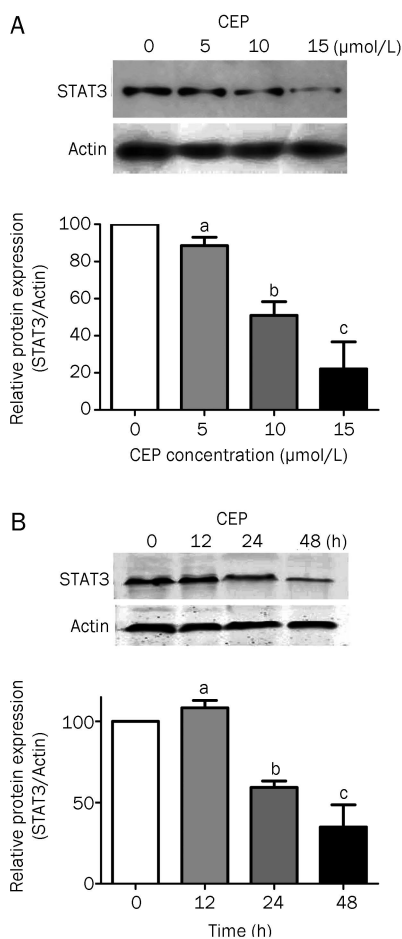 A
CEP
0 5 10 15 (μmol/L)
STAT3
Actin
Relative protein expression
(STAT3/Actin)
100
80
60
40
20
0
a
b
c
0 5 10 15
CEP concentration (μmol/L)
B
CEP
0 12 24 48 (h)
STAT3
Actin
Relative protein expression
(STAT3/Actin)
100
50
0
a
b
c
0 12 24 48
Time (h)